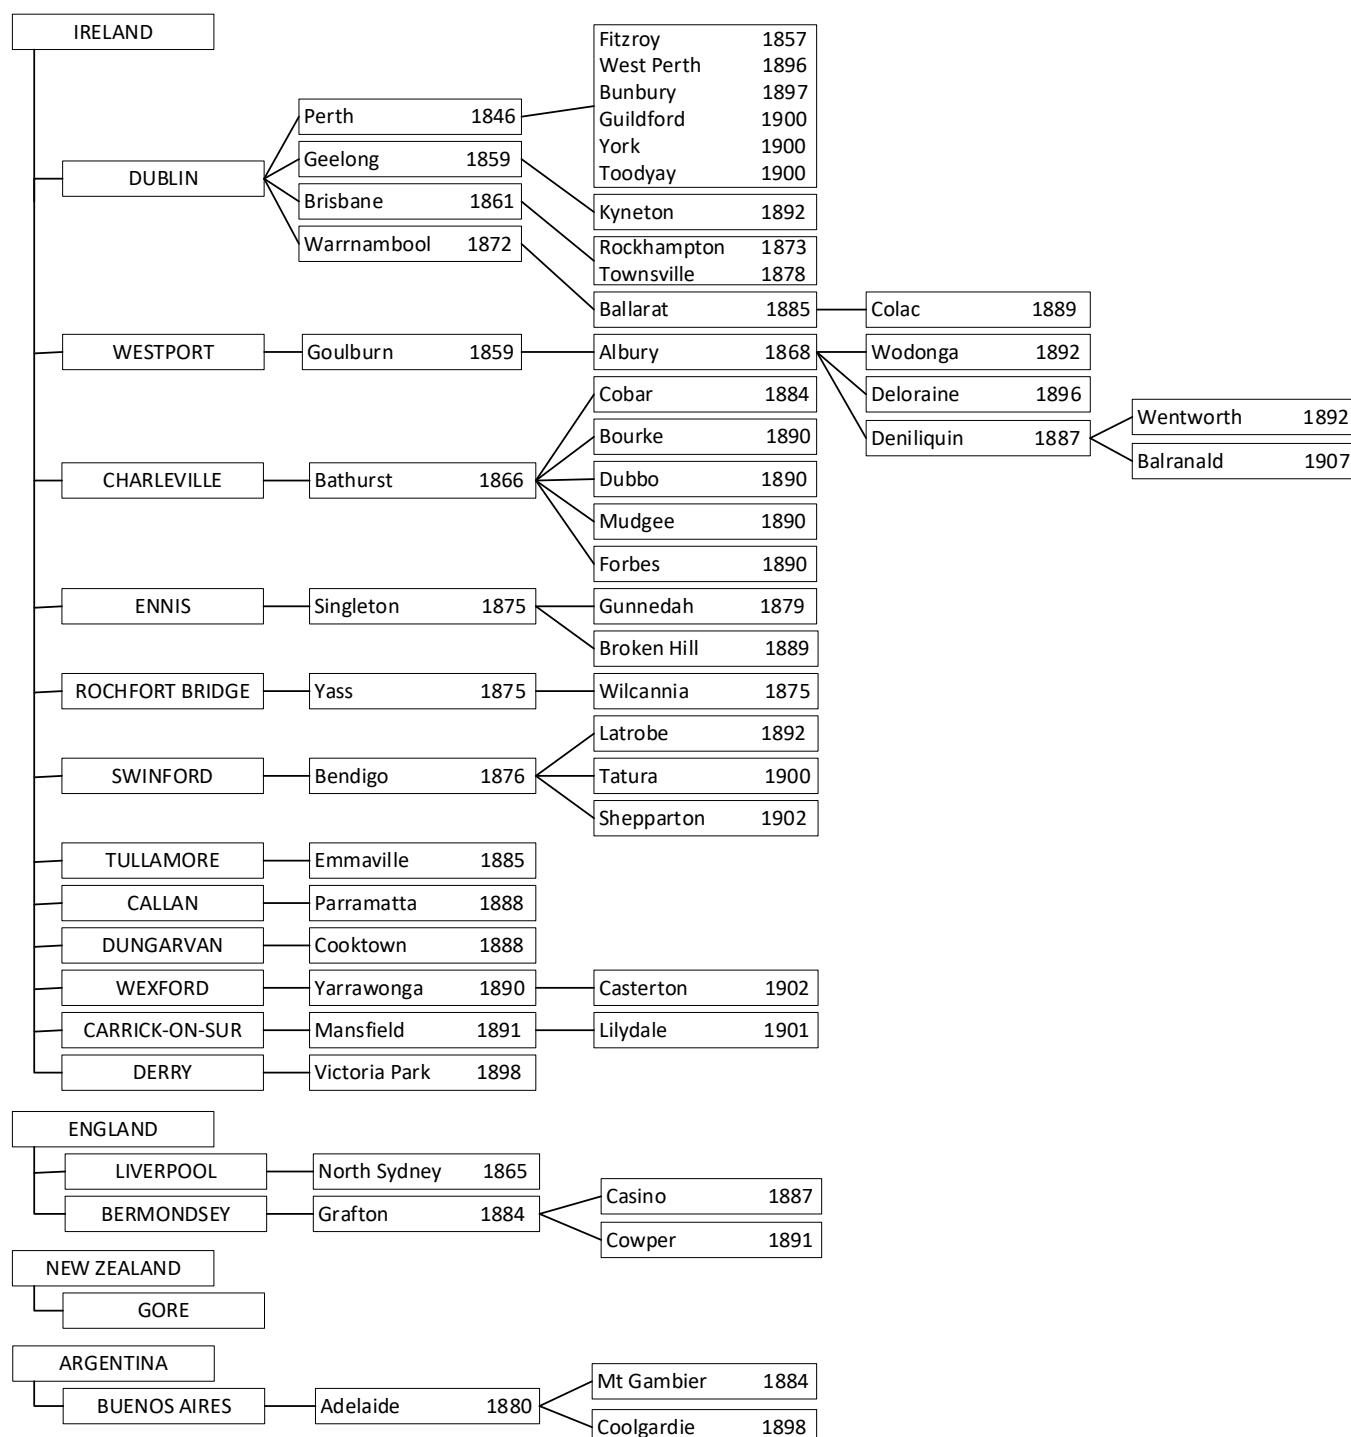 IRELAND
Fitzroy 1857
West Perth 1896
Bunbury 1897
Guildford 1900
York 1900
Toodyay 1900
Perth 1846
Geelong 1859
DUBLIN
Brisbane 1861
Kyneton 1892
Warrnambool 1872
Rockhampton 1873
Townsville 1878
Ballarat 1885
Colac 1889
WESTPORT
Goulburn 1859
Albury 1868
Wodonga 1892
Cobar 1884
Deloraine 1896
Wentworth 1892
Bourke 1890
Deniliquin 1887
Balranald 1907
CHARLEVILLE
Bathurst 1866
Dubbo 1890
Mudgee 1890
Forbes 1890
ENNIS
Singleton 1875
Gunnedah 1879
Broken Hill 1889
ROCHFORT BRIDGE
Yass 1875
Wilcannia 1875
Latrobe 1892
SWINFORD
Bendigo 1876
Tatura 1900
Shepparton 1902
TULLAMORE
Emmaville 1885
CALLAN
Parramatta 1888
DUNGARVAN
Cooktown 1888
WEXFORD
Yarrawonga 1890
Casterton 1902
CARRICK-ON-SUR
Mansfield 1891
Lilydale 1901
DERRY
Victoria Park 1898
ENGLAND
LIVERPOOL
North Sydney 1865
Casino 1887
BERMONDSEY
Grafton 1884
Cowper 1891
NEW ZEALAND
GORE
ARGENTINA
Mt Gambier 1884
BUENOS AIRES
Adelaide 1880
Coolgardie 1898